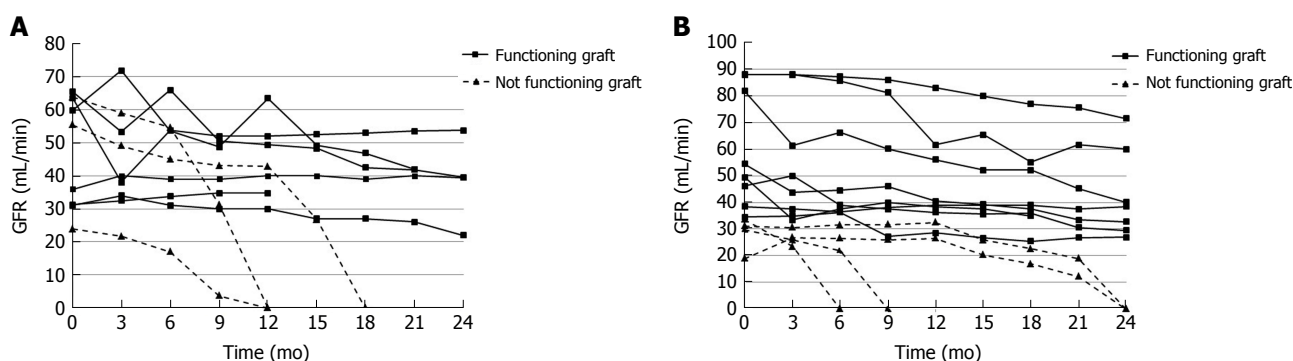 A
80
70
60
50
40
30
20
10
0
GFR (mL/min)
0 3 6 9 12 15 18 21 24
Time (mo)
Functioning graft
Not functioning graft
B
100
90
80
70
60
50
40
30
20
10
0
GFR (mL/min)
0 3 6 9 12 15 18 21 24
Time (mo)
Functioning graft
Not functioning graft